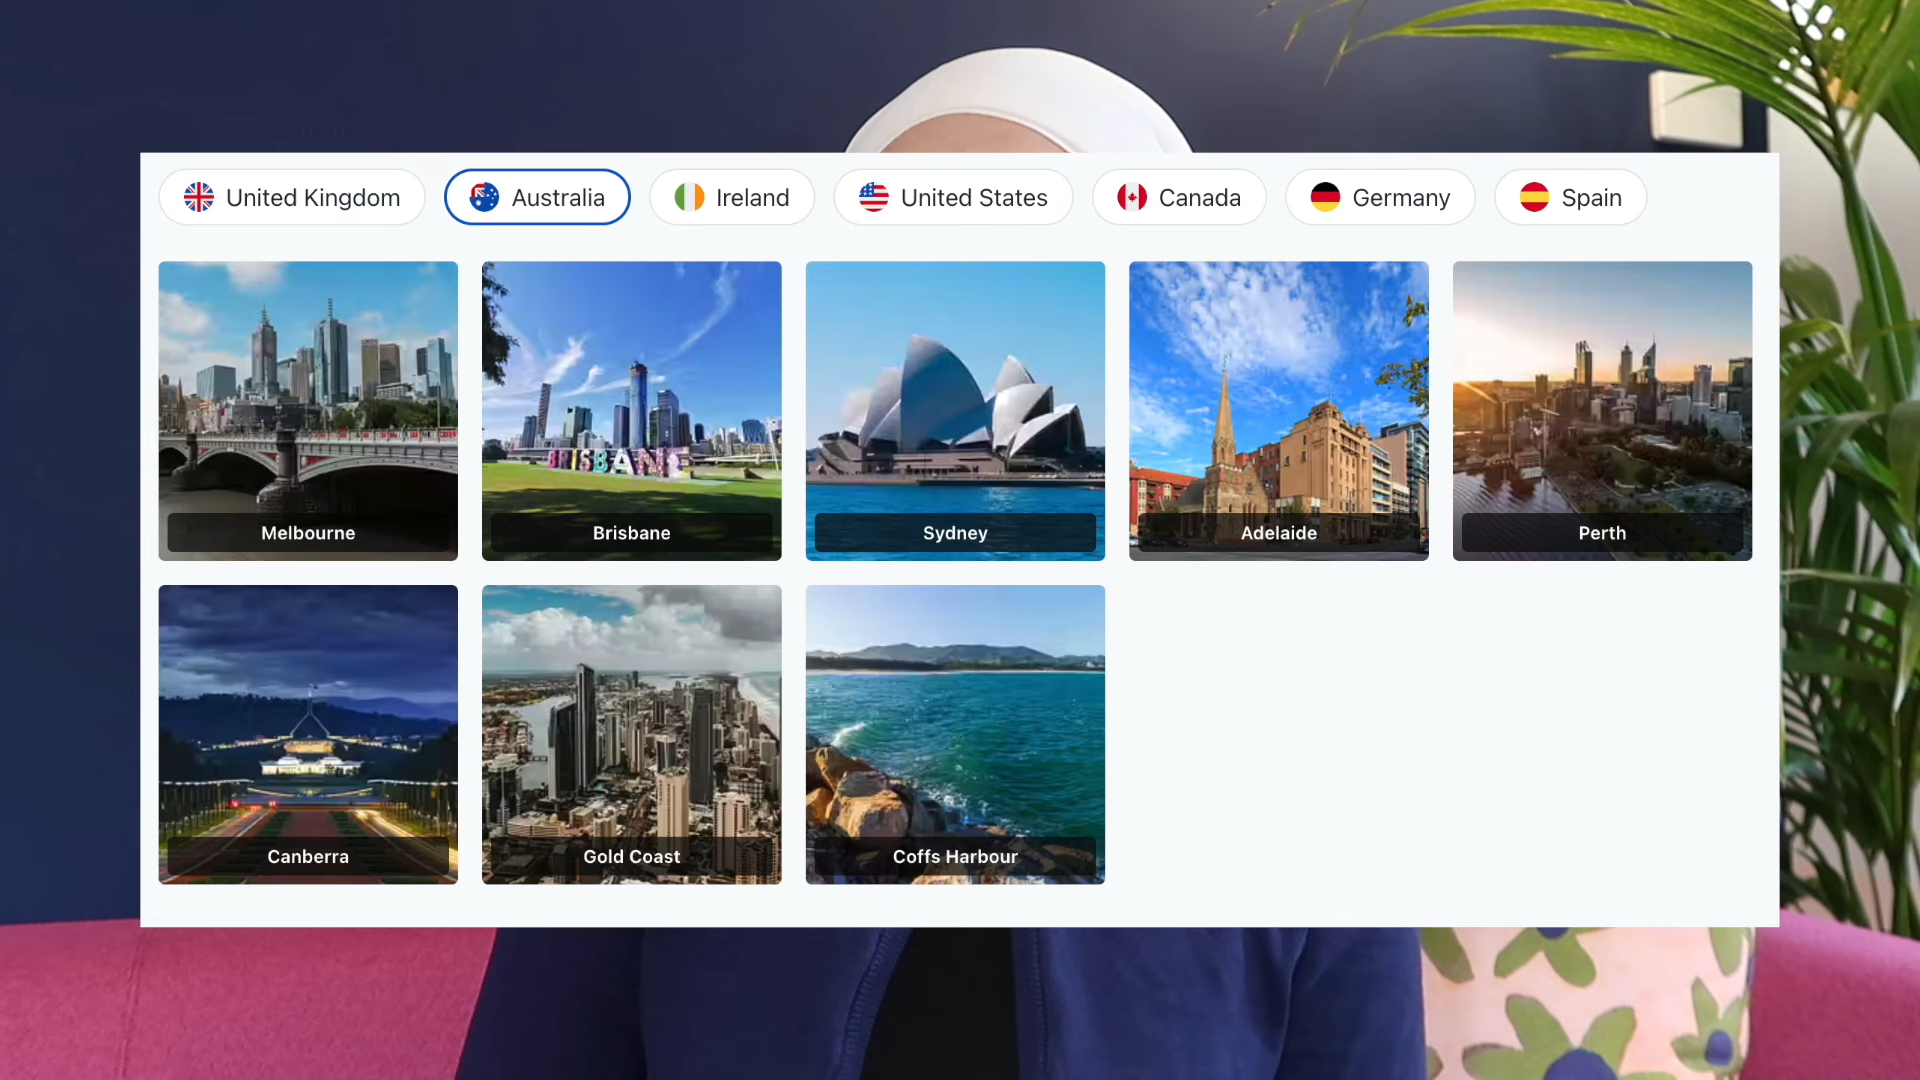 United Kingdom
Australia
Ireland
United States
Canada
Germany
Spain
BRISBANE
Melbourne
Brisbane
Sydney
Adelaide
Perth
Canberra
Gold Coast
Coffs Harbour